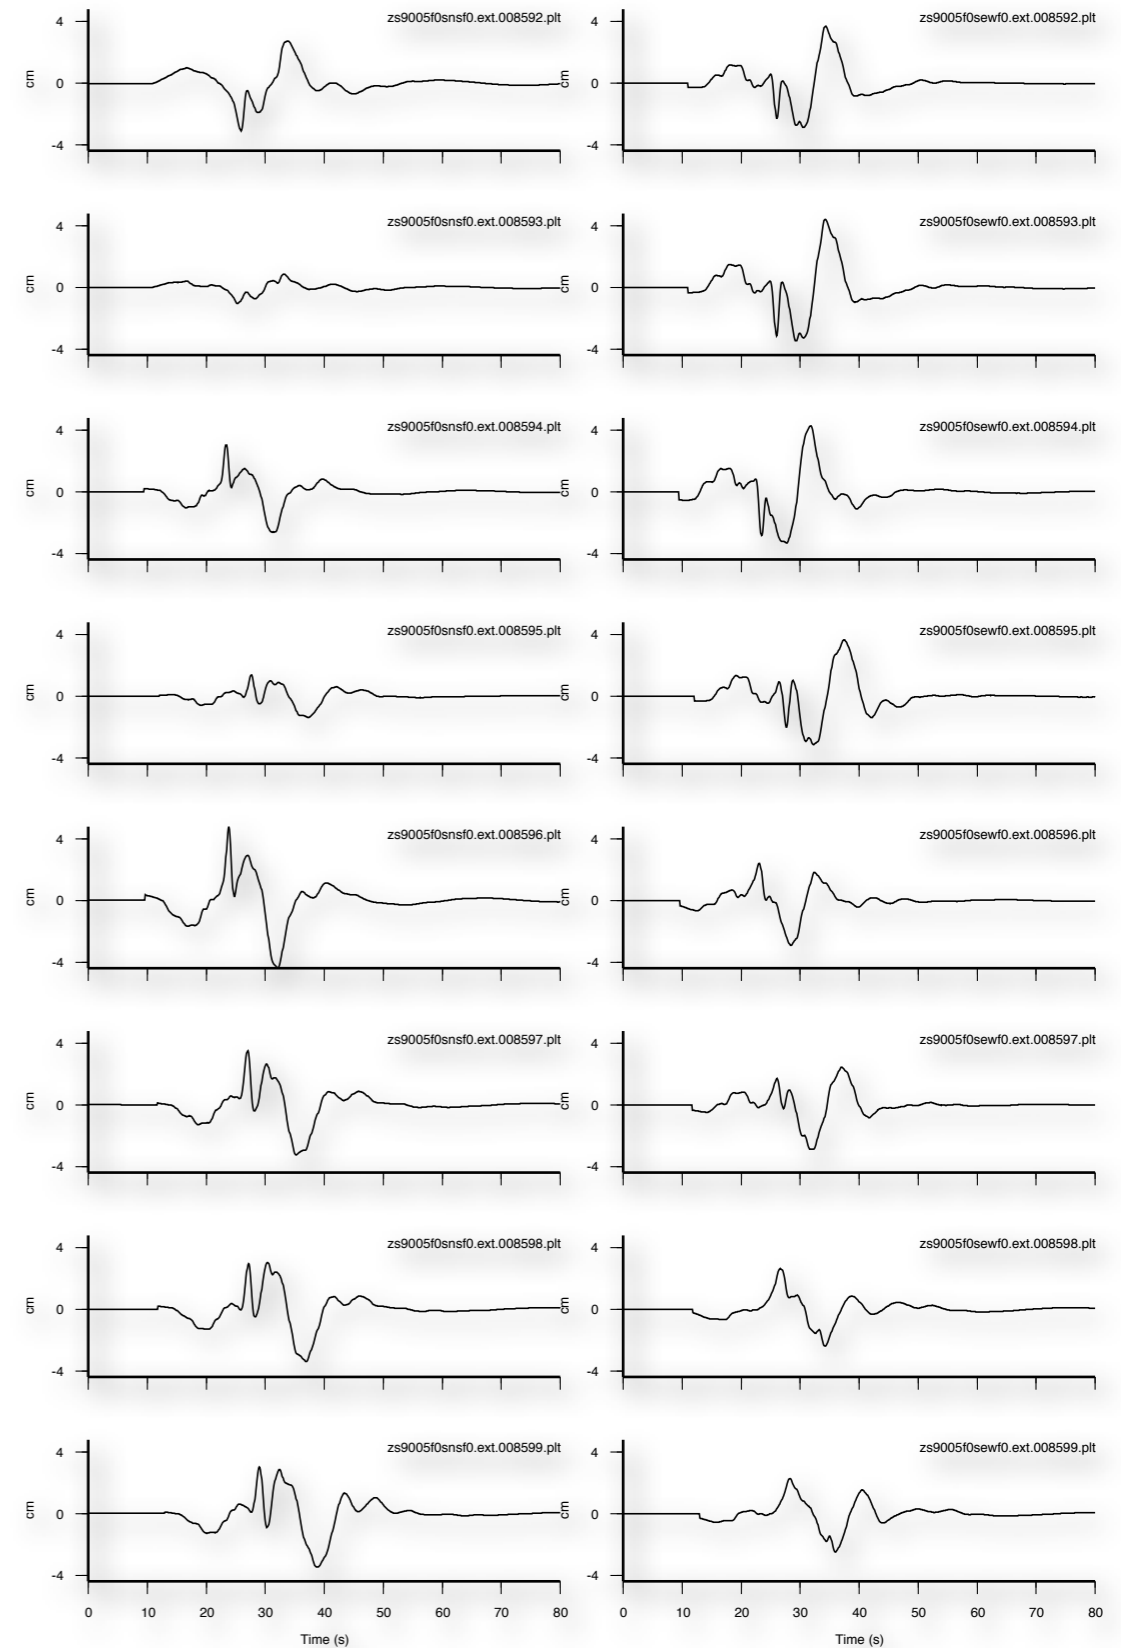 zs9005f0snsf0.ext.008592.plt
4
0
-4
cm
zs9005f0sewf0.ext.008592.plt
4
0
-4
cm
zs9005f0snsf0.ext.008593.plt
4
0
-4
cm
zs9005f0sewf0.ext.008593.plt
4
0
-4
cm
zs9005f0snsf0.ext.008594.plt
4
0
-4
cm
zs9005f0sewf0.ext.008594.plt
4
0
-4
cm
zs9005f0snsf0.ext.008595.plt
4
0
-4
cm
zs9005f0sewf0.ext.008595.plt
4
0
-4
cm
zs9005f0snsf0.ext.008596.plt
4
0
-4
cm
zs9005f0sewf0.ext.008596.plt
4
0
-4
cm
zs9005f0snsf0.ext.008597.plt
4
0
-4
cm
zs9005f0sewf0.ext.008597.plt
4
0
-4
cm
zs9005f0snsf0.ext.008598.plt
4
0
-4
cm
zs9005f0sewf0.ext.008598.plt
4
0
-4
cm
zs9005f0snsf0.ext.008599.plt
4
0
-4
cm
zs9005f0sewf0.ext.008599.plt
4
0
-4
cm
0 10 20 30 40 50 60 70 80
Time (s)
0 10 20 30 40 50 60 70 80
Time (s)